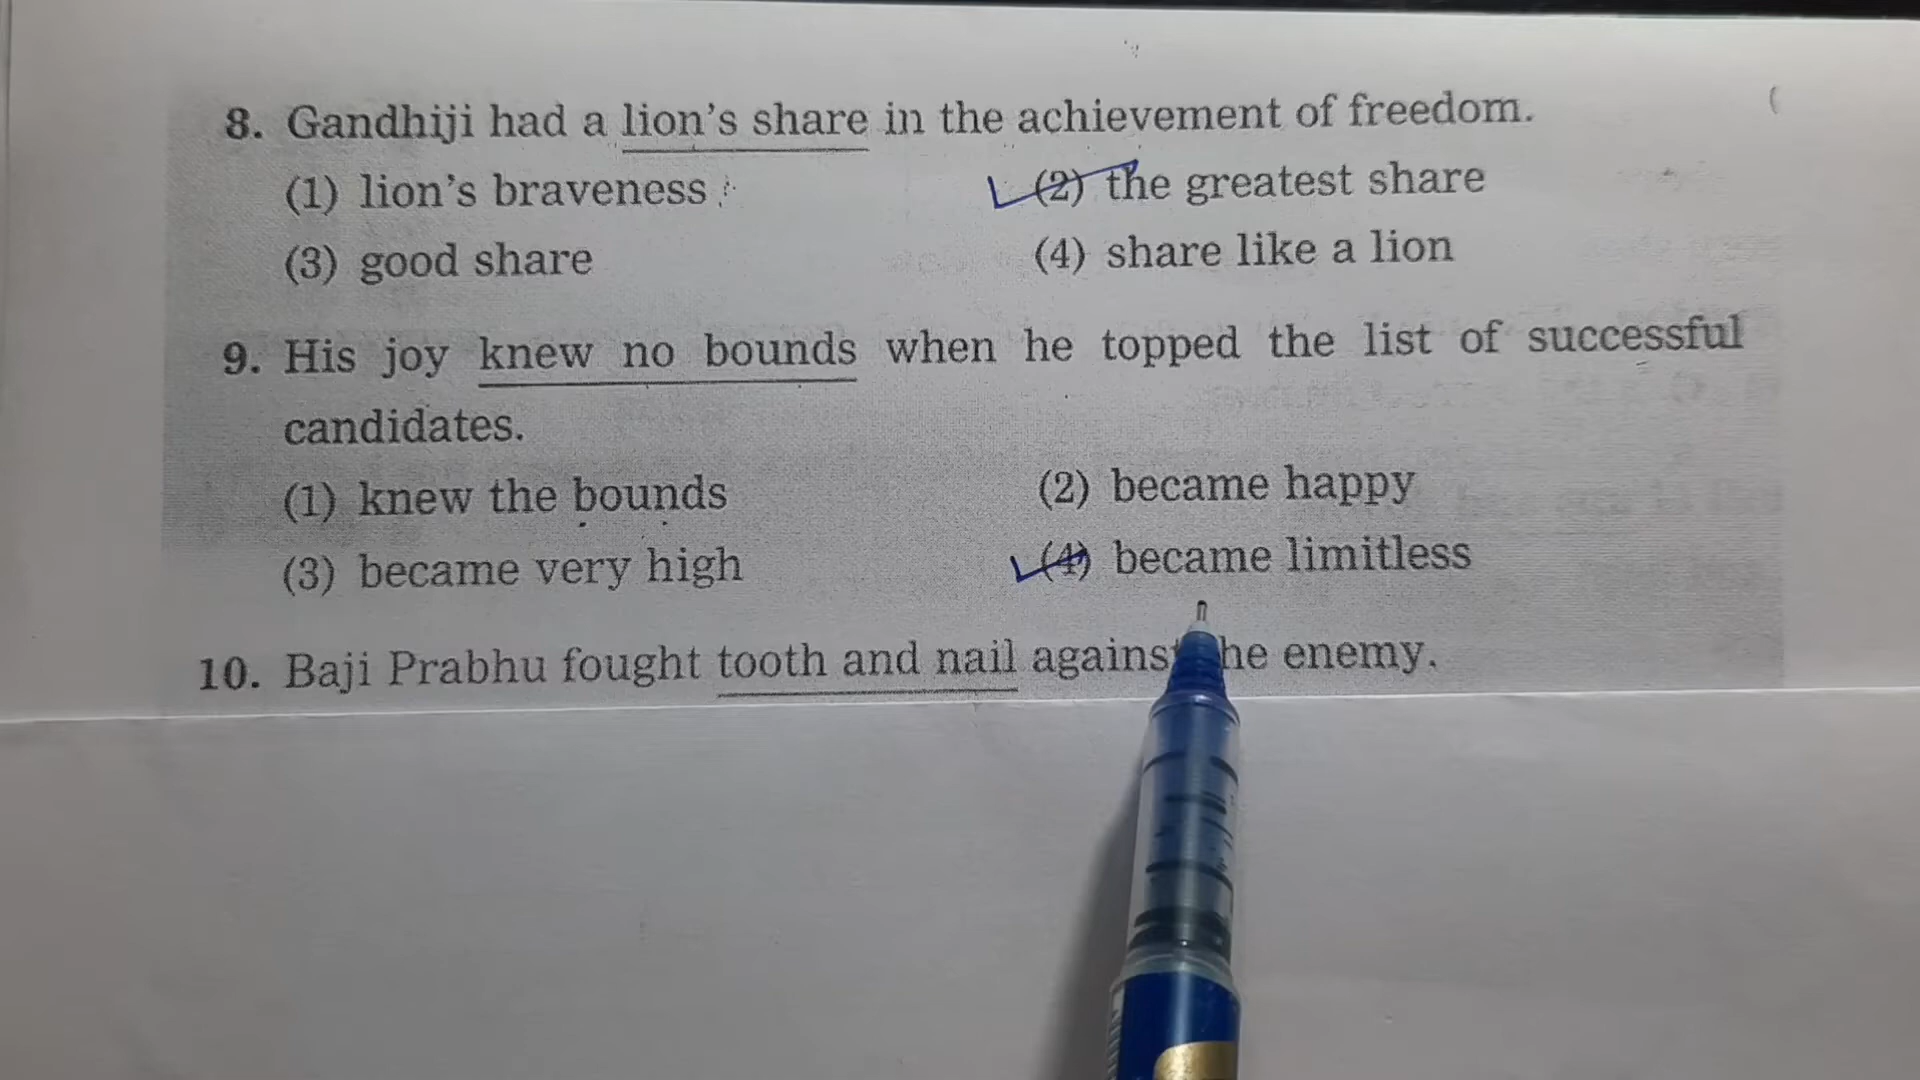 8. Gandhiji had a lion's share in the achievement of freedom.
(1) lion's braveness (2) the greatest share
(3) good share (4) share like a lion
9. His joy knew no bounds when he topped the list of successful
candidates.
(1) knew the bounds (2) became happy
(3) became very high (4) became limitless
10. Baji Prabhu fought tooth and nail against the enemy.